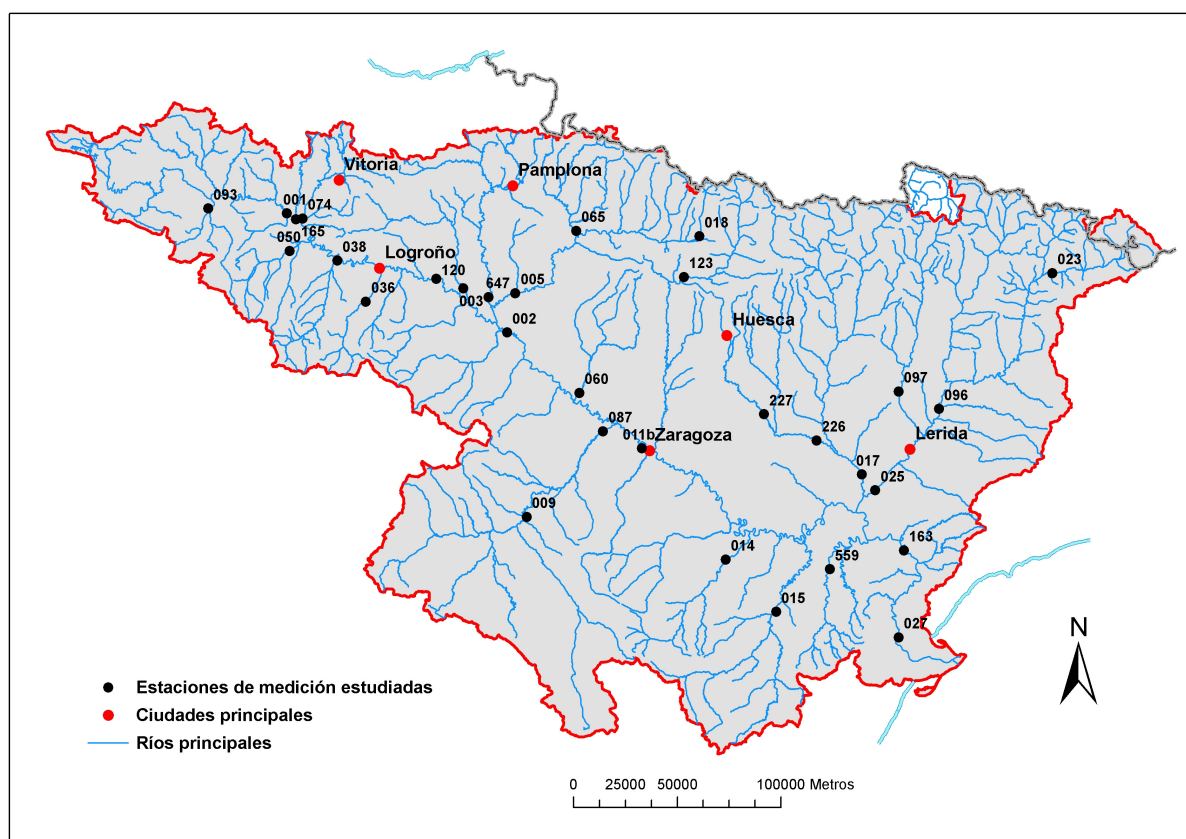 Vitoria
Pamplona
093
001
074
165
050
065
018
038
Logroño
123
023
120
647
005
036
003
002
Huesca
060
097
096
087
227
011b
Zaragoza
226
Lerida
017
025
009
014
163
559
015
027
N
Estaciones de medición estudiadas
Ciudades principales
Ríos principales
0 25000 50000 100000 Metros